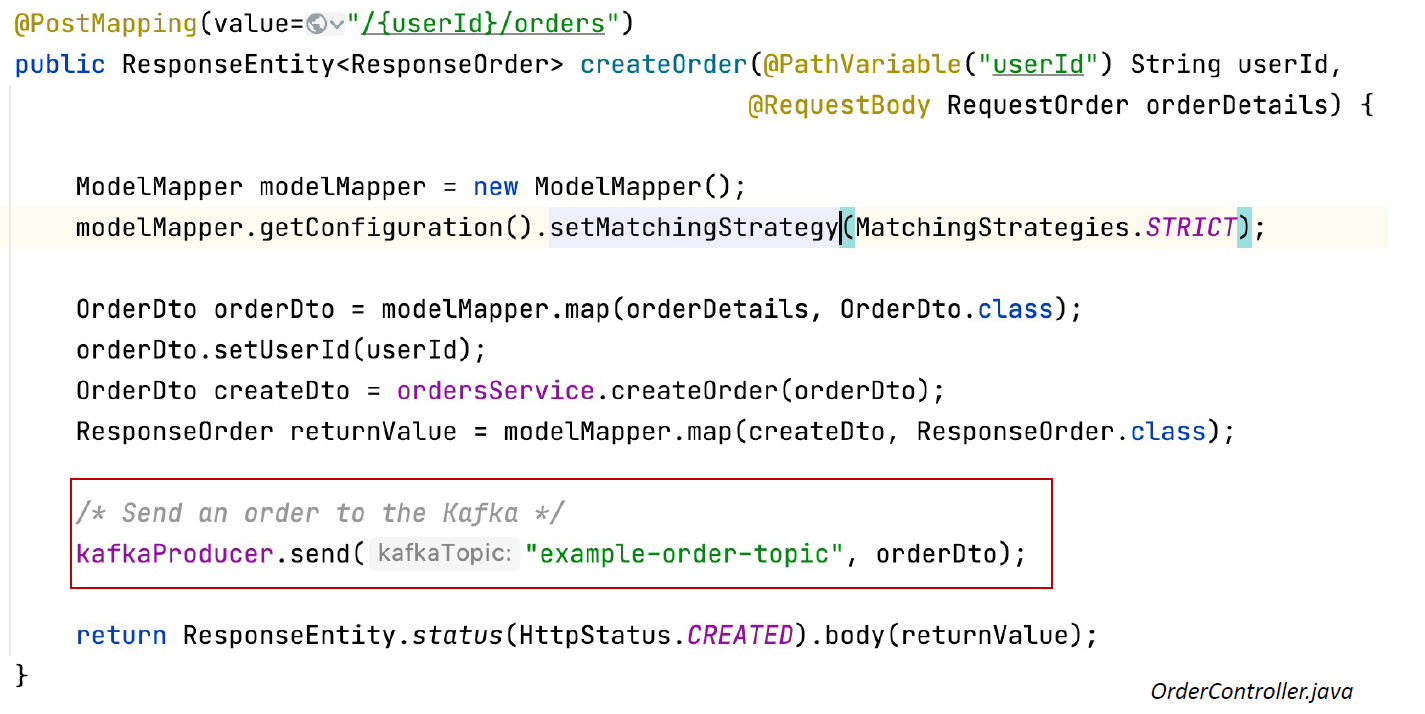 @PostMapping(value="/{userId}/orders")
public ResponseEntity<ResponseOrder> createOrder(@PathVariable("userId") String userId,
@RequestBody RequestOrder orderDetails) {
ModelMapper modelMapper = new ModelMapper();
modelMapper.getConfiguration().setMatchingStrategy(MatchingStrategies.STRICT);
OrderDto orderDto = modelMapper.map(orderDetails, OrderDto.class);
orderDto.setUserId(userId);
OrderDto createDto = ordersService.createOrder(orderDto);
ResponseOrder returnValue = modelMapper.map(createDto, ResponseOrder.class);
/* Send an order to the Kafka */
kafkaProducer.send( kafkaTopic: "example-order-topic", orderDto);
return ResponseEntity.status(HttpStatus.CREATED).body(returnValue);
}
OrderController.java